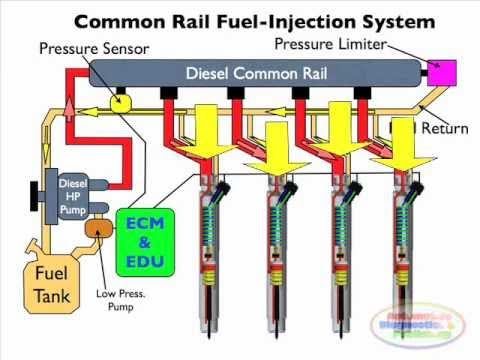 Common Rail Fuel-Injection System
Pressure Sensor
Pressure Limiter
Diesel Common Rail
Return
Diesel
HP
Pump
ECM
&
EDU
Fuel
Tank
Low Press.
Pump